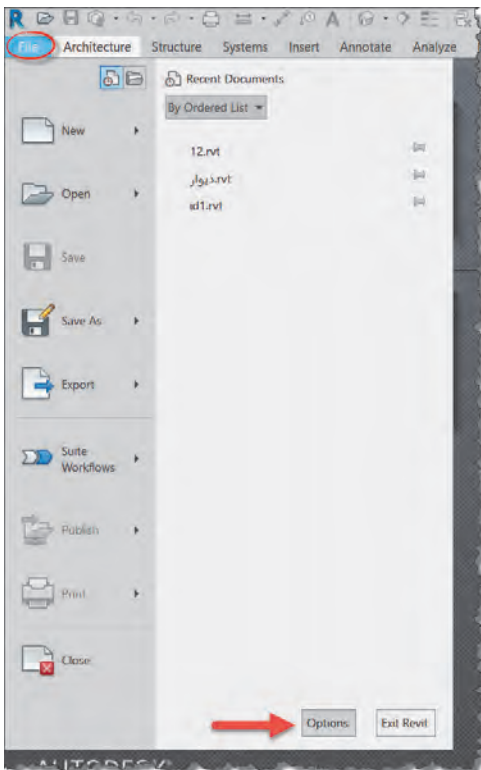 R
A
File Architecture Structure Systems Insert Annotate Analyze
Recent Documents
By Ordered List
New
12.rvt
دیوار.rvt
Open
id1.rvt
Save
Save As
Export
Suite
Workflows
Publish
Print
Close
Options Exit Revit
AUTODESK